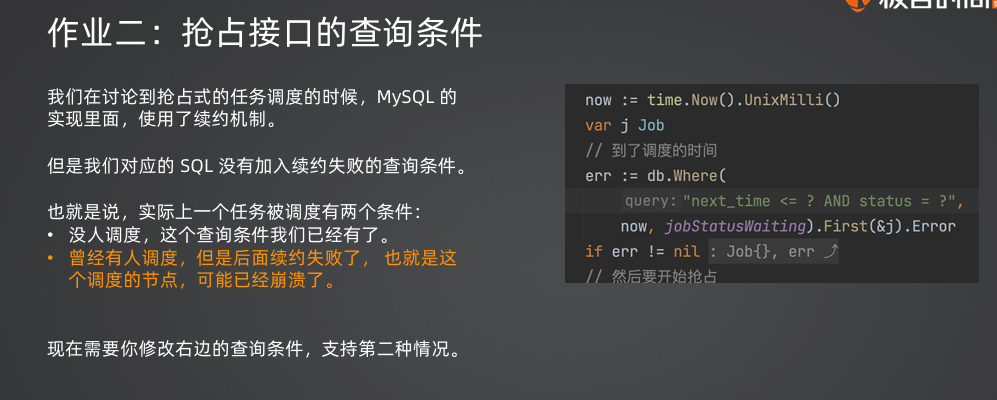 作业二：抢占接口的查询条件
我们在讨论到抢占式的任务调度的时候，MySQL 的
实现里面，使用了续约机制。
但是我们对应的 SQL 没有加入续约失败的查询条件。
也就是说，实际上一个任务被调度有两个条件：
• 没人调度，这个查询条件我们已经有了。
• 曾经有人调度，但是后面续约失败了， 也就是这
个调度的节点，可能已经崩溃了。
现在需要你修改右边的查询条件，支持第二种情况。
now := time.Now().UnixMilli()
var j Job
// 到了调度的时间
err := db.Where(
query: "next_time <= ? AND status = ?",
now, jobStatusWaiting).First(&j).Error
if err != nil : Job{}, err ⤴
// 然后要开始抢占